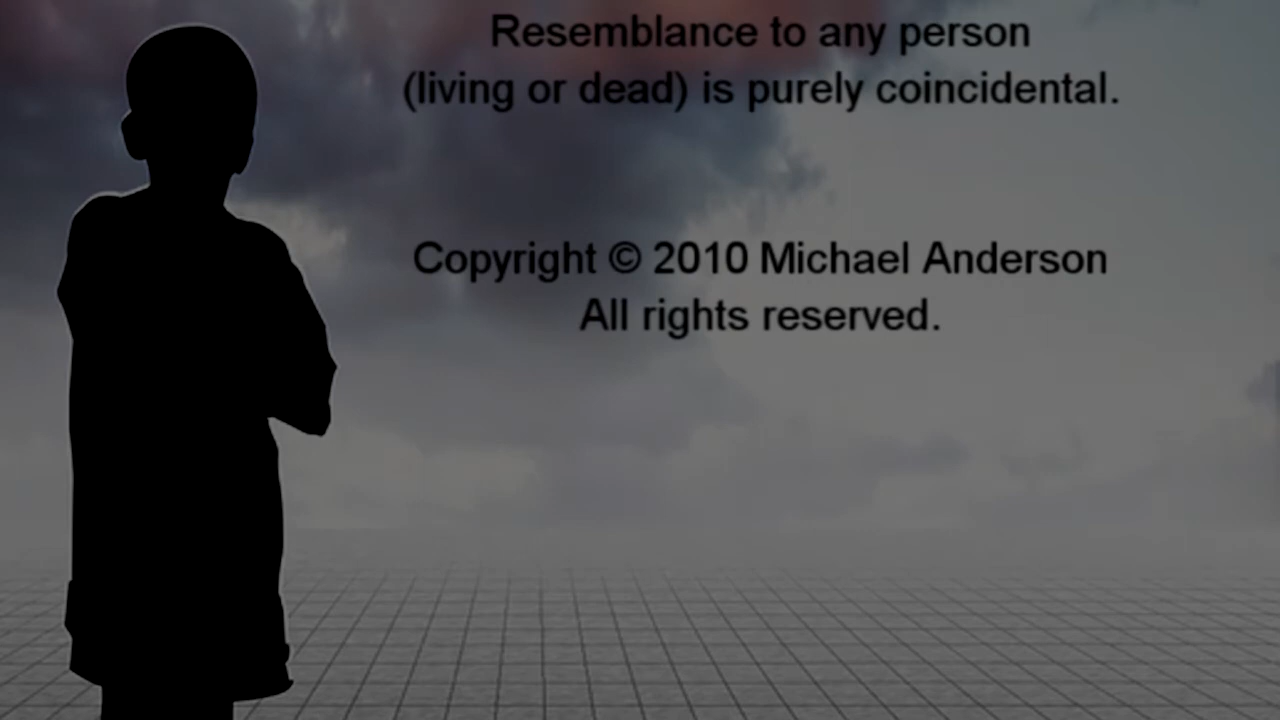 Resemblance to any person
(living or dead) is purely coincidental.
Copyright © 2010 Michael Anderson
All rights reserved.